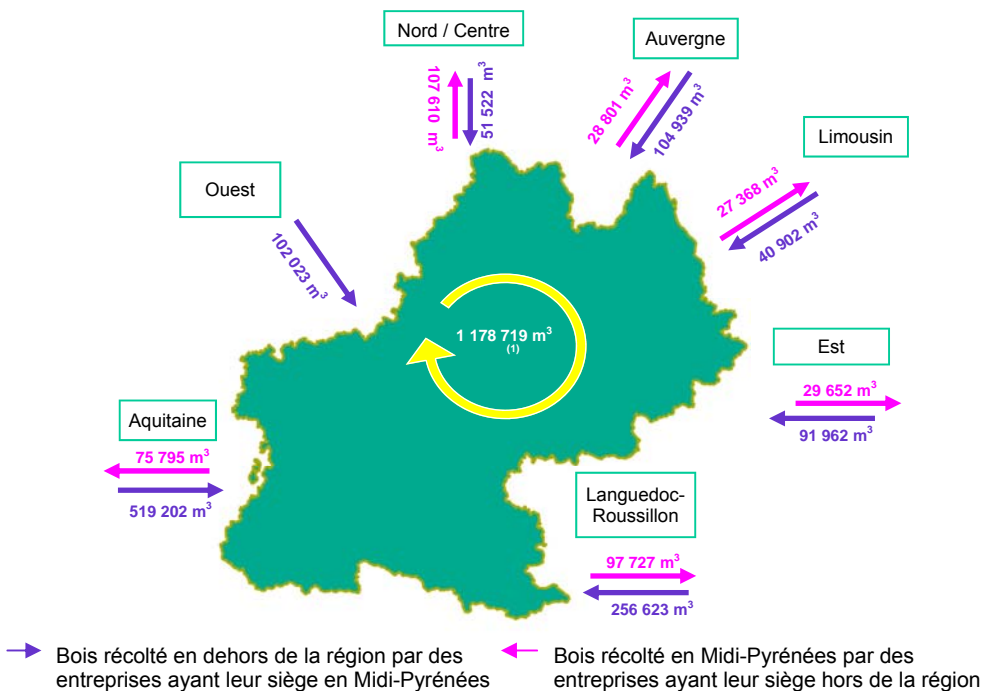 Nord / Centre
107 610 m³
51 522 m³
Auvergne
28 801 m³
104 939 m³
Limousin
27 368 m³
40 902 m³
Ouest
102 023 m³
1 178 719 m³
(1)
Est
29 652 m³
91 962 m³
Aquitaine
75 795 m³
519 202 m³
Languedoc-
Roussillon
97 727 m³
256 623 m³
Bois récolté en dehors de la région par des
entreprises ayant leur siège en Midi-Pyrénées
Bois récolté en Midi-Pyrénées par des
entreprises ayant leur siège hors de la région